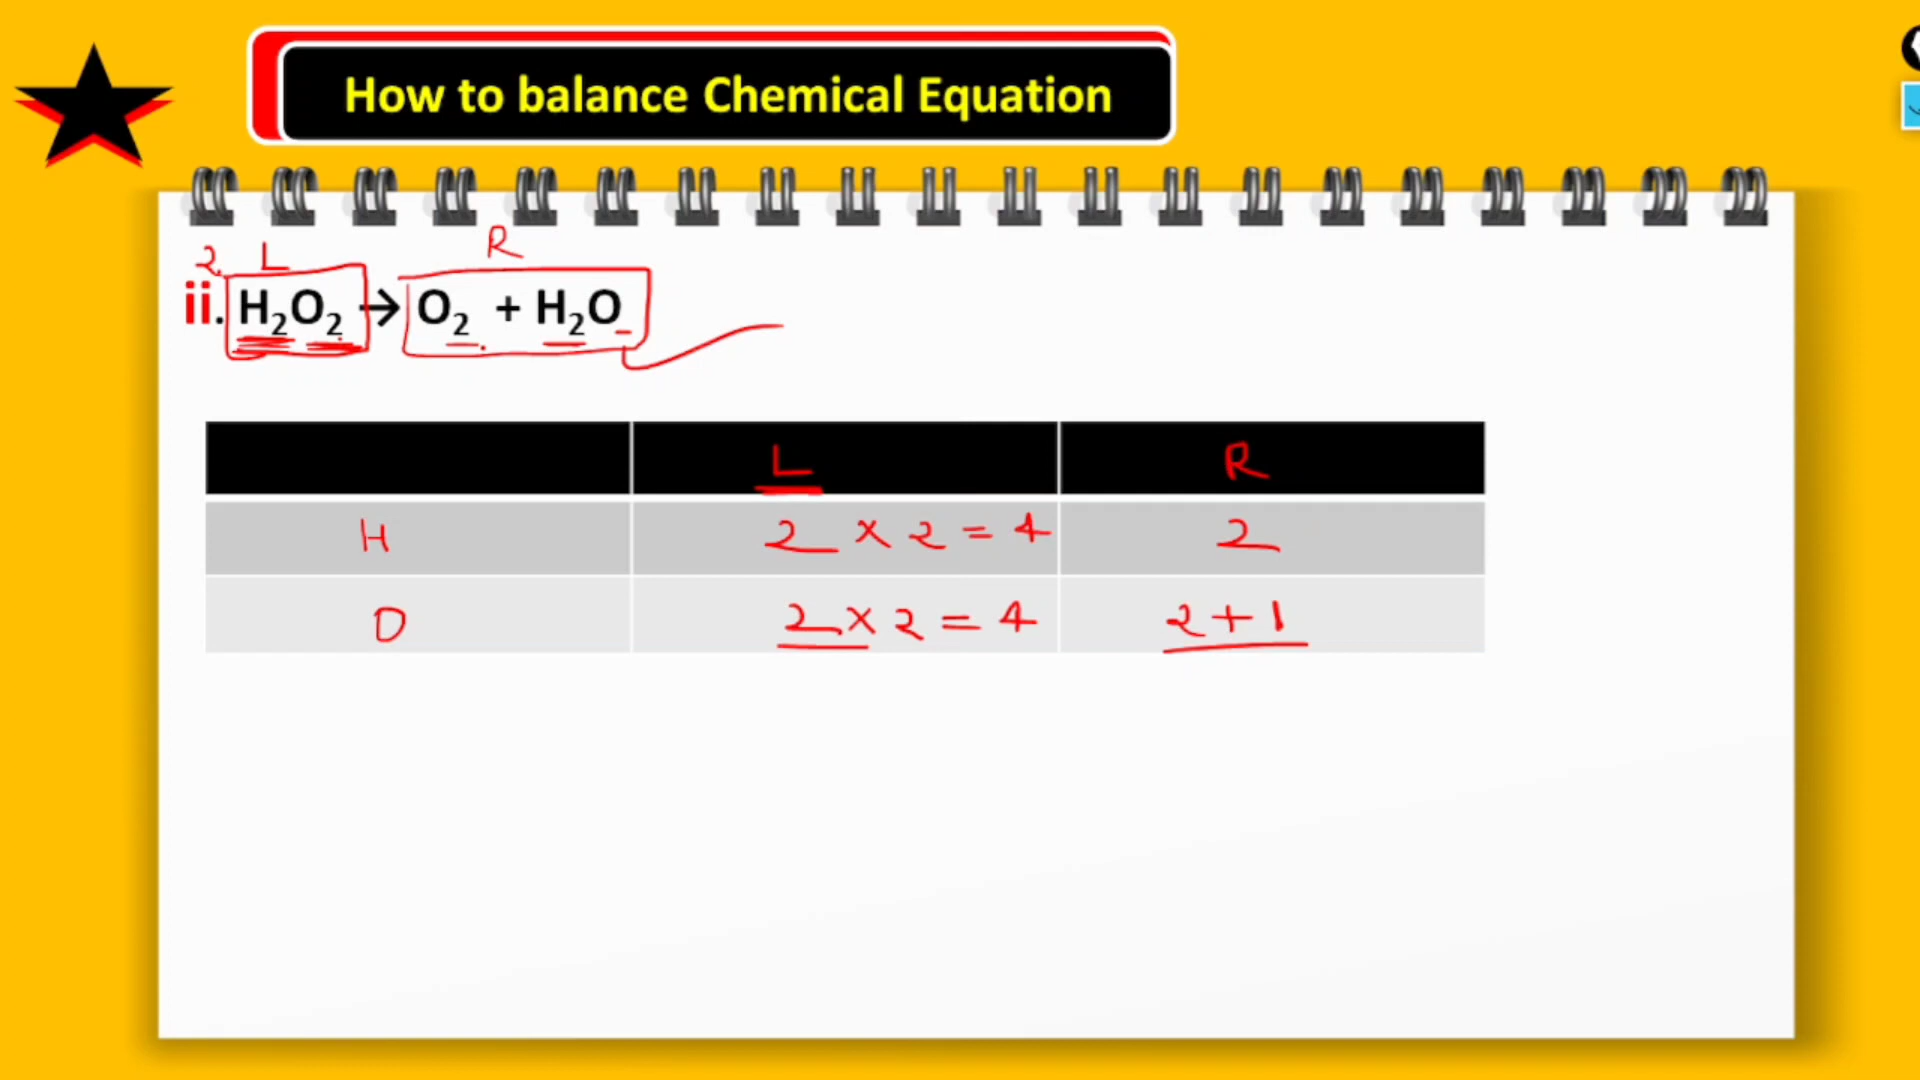 How to balance Chemical Equation
2 L R
ii. H₂O₂ → O₂ + H₂O
L R
H 2 × 2 = 4 2
O 2 × 2 = 4 2 + 1